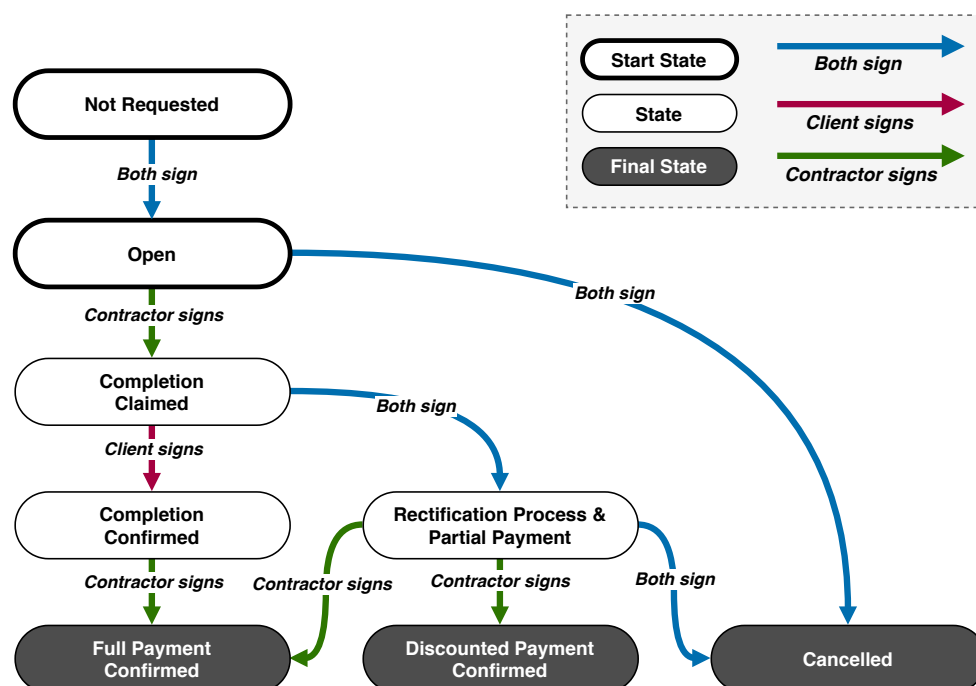 Start State
Both sign
State
Client signs
Final State
Contractor signs
Not Requested
Both sign
Open
Both sign
Contractor signs
Completion
Claimed
Both sign
Client signs
Completion
Confirmed
Rectification Process &
Partial Payment
Contractor signs
Contractor signs
Contractor signs
Both sign
Full Payment
Confirmed
Discounted Payment
Confirmed
Cancelled